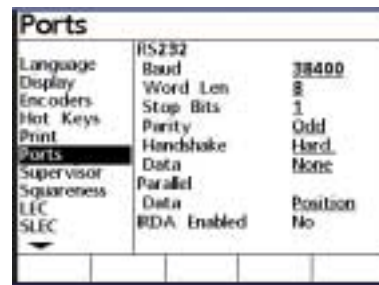 Ports
Language
Display
Encoders
Hot Keys
Print
Ports
Supervisor
Squareness
LEC
SLEC
RS232
Baud 38400
Word Len 8
Stop Bits 1
Parity Odd
Handshake Hard
Data None
Parallel
Data Position
IRDA Enabled No